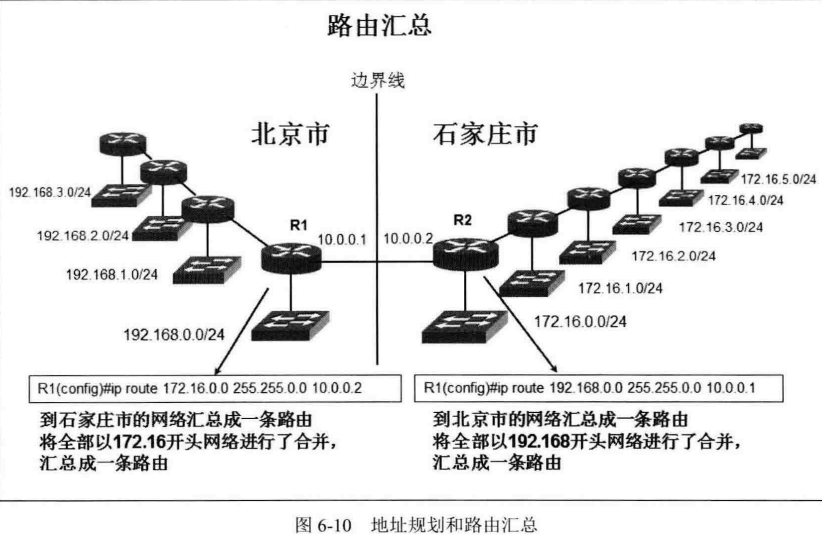 路由汇总
边界线
北京市
石家庄市
192.168.3.0/24
192.168.2.0/24
192.168.1.0/24
192.168.0.0/24
R1
10.0.0.1
10.0.0.2
R2
172.16.5.0/24
172.16.4.0/24
172.16.3.0/24
172.16.2.0/24
172.16.1.0/24
172.16.0.0/24
R1(config)#ip route 172.16.0.0 255.255.0.0 10.0.0.2
到石家庄市的网络汇总成一条路由
将全部以172.16开头网络进行了合并，
汇总成一条路由
R1(config)#ip route 192.168.0.0 255.255.0.0 10.0.0.1
到北京市的网络汇总成一条路由
将全部以192.168开头网络进行了合并，
汇总成一条路由
图 6-10 地址规划和路由汇总